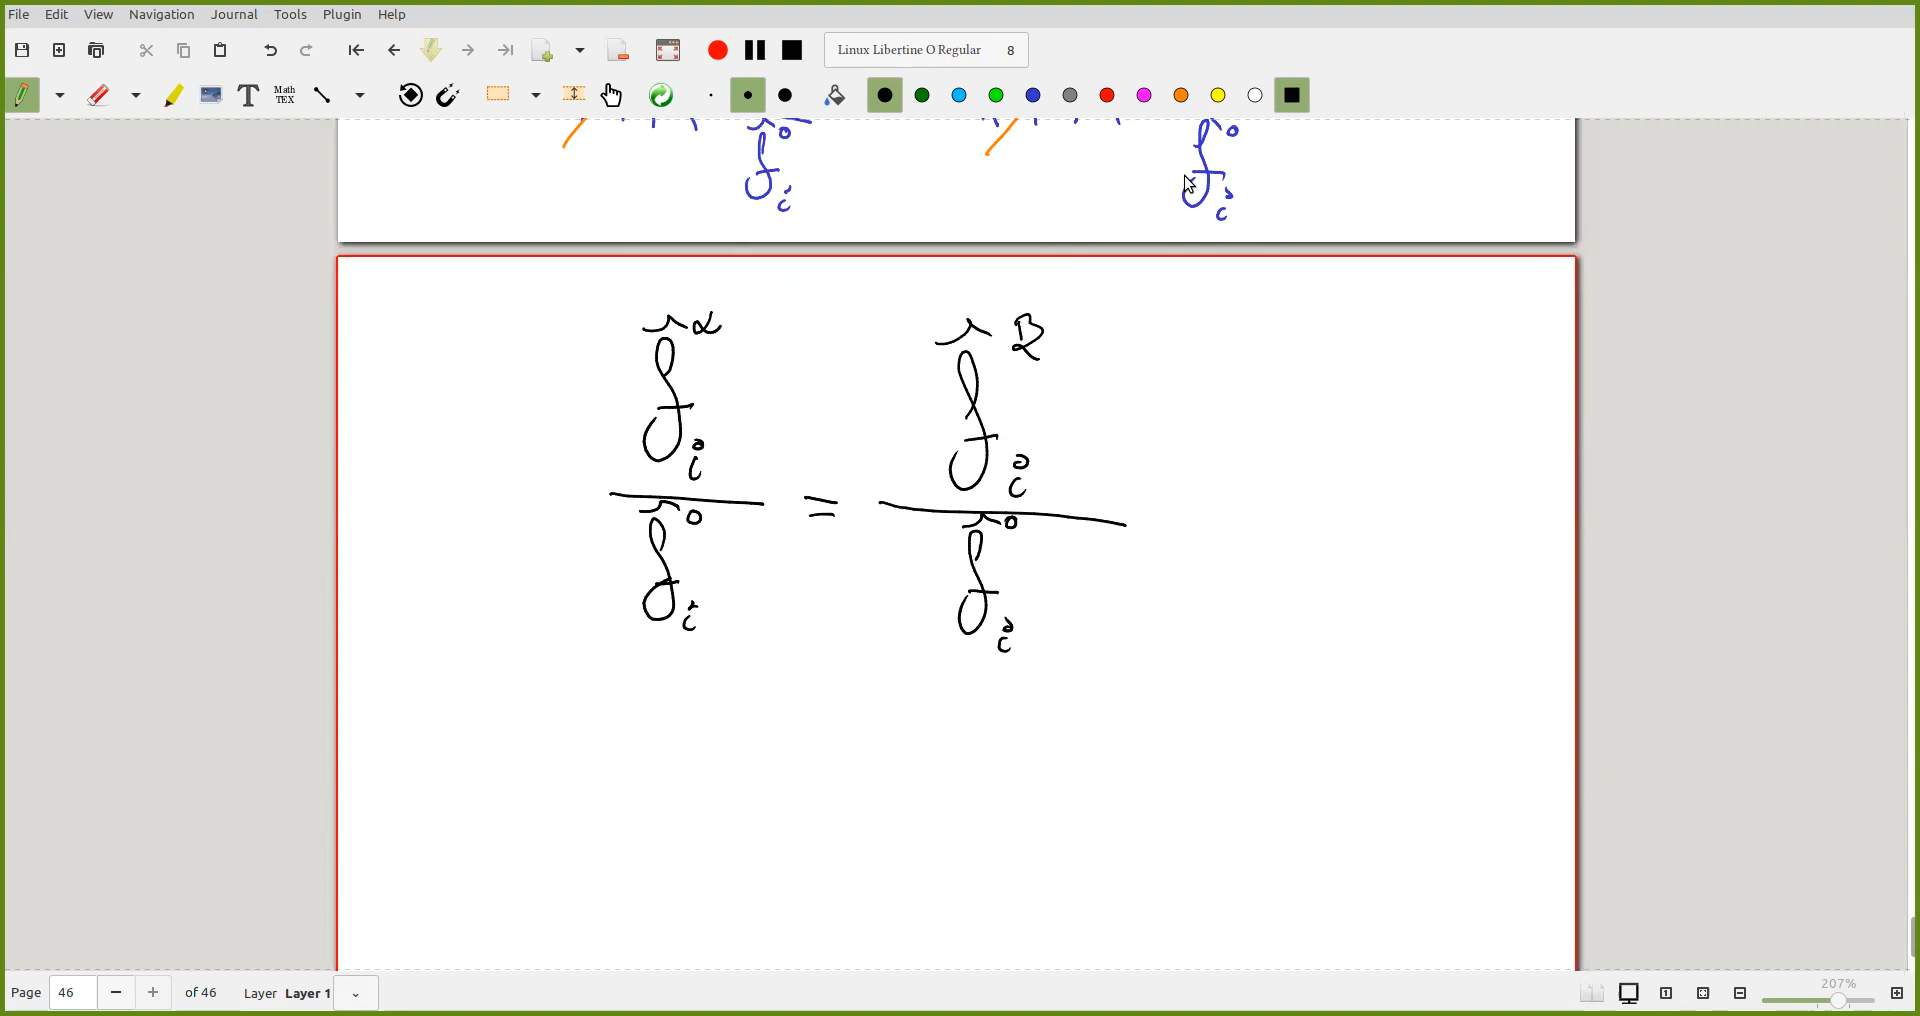 File Edit View Navigation Journal Tools Plugin Help
Linux Libertine O Regular 8
T Math TEX
f̂ᵢ° f̂ᵢ°
f̂ᵢ^α / f̂ᵢ° = f̂ᵢ^β / f̂ᵢ°
Page 46 of 46 Layer Layer 1 207%